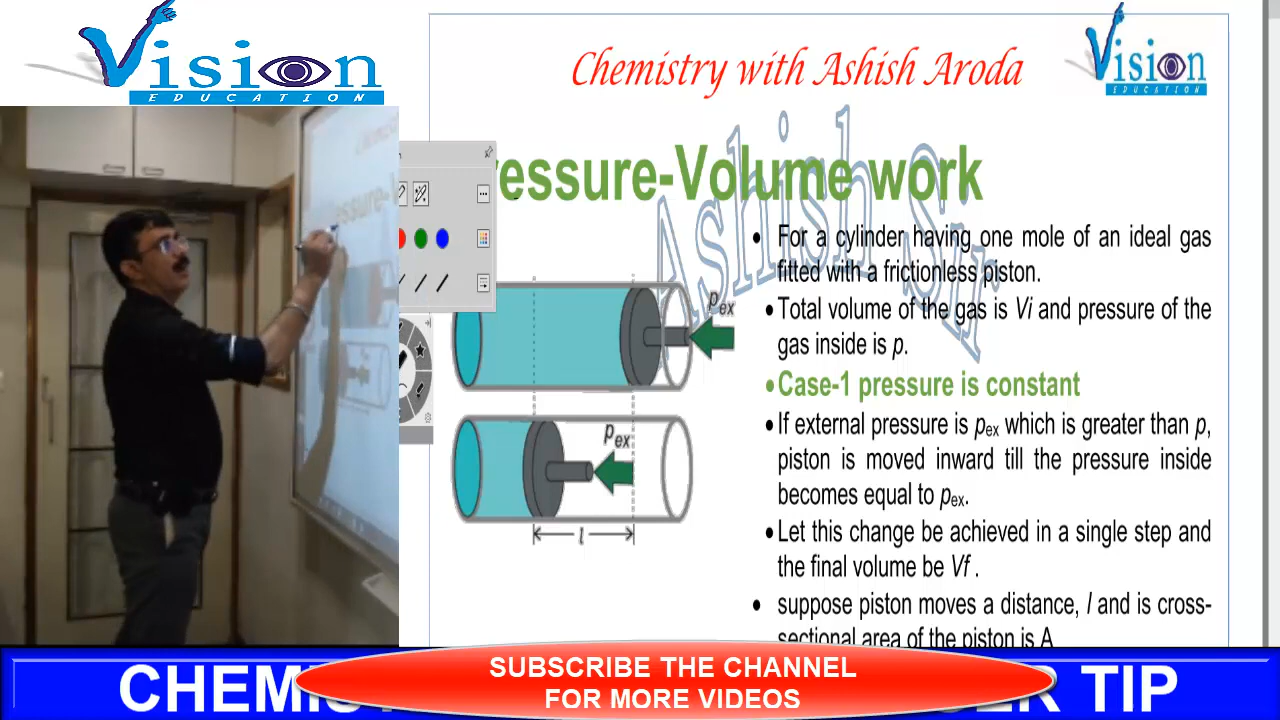 Vision
EDUCATION
Chemistry with Ashish Aroda
Vision
EDUCATION
ressure-Volume work
Ashish Sir
• For a cylinder having one mole of an ideal gas
fitted with a frictionless piston.
• Total volume of the gas is Vi and pressure of the
gas inside is p.
• Case-1 pressure is constant
• If external pressure is pex which is greater than p,
piston is moved inward till the pressure inside
becomes equal to pex.
• Let this change be achieved in a single step and
the final volume be Vf .
• suppose piston moves a distance, l and is cross-
sectional area of the piston is A
pex
pex
l
assure-V
CHEMIS
ER TIP
SUBSCRIBE THE CHANNEL
FOR MORE VIDEOS